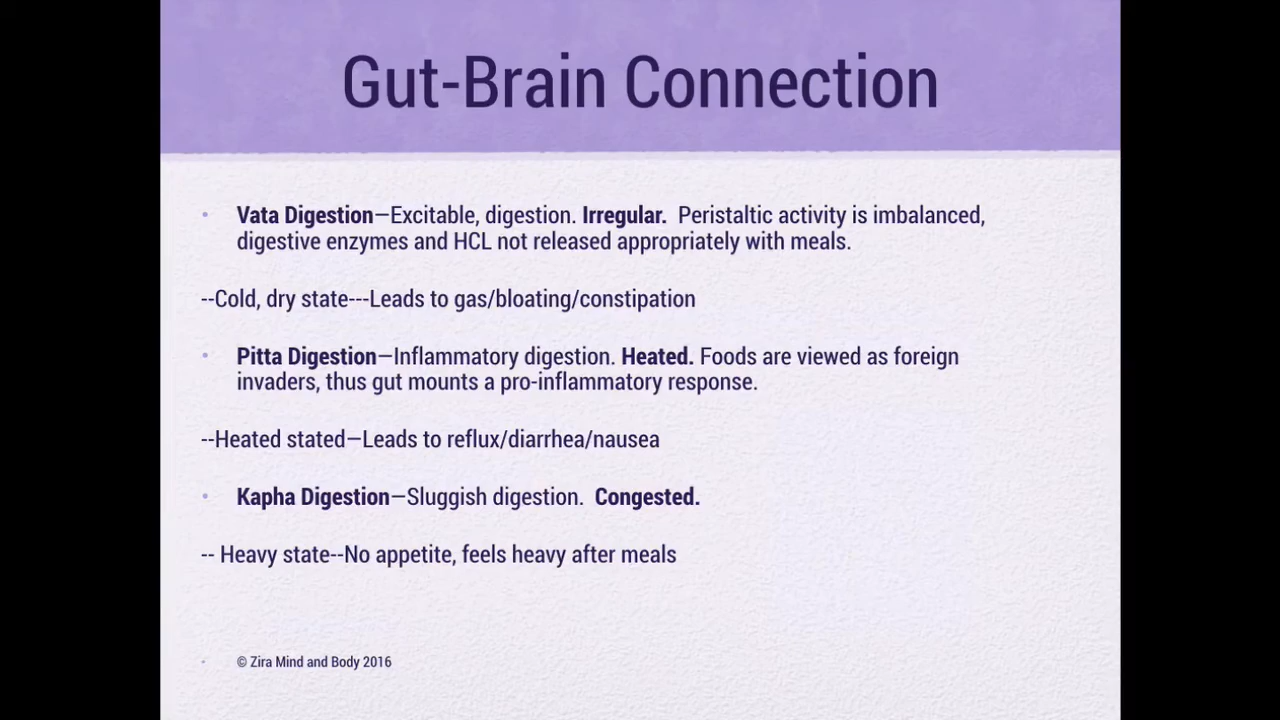 Gut-Brain Connection
• Vata Digestion—Excitable, digestion. Irregular.  Peristaltic activity is imbalanced,
digestive enzymes and HCL not released appropriately with meals.
--Cold, dry state---Leads to gas/bloating/constipation
• Pitta Digestion—Inflammatory digestion. Heated. Foods are viewed as foreign
invaders, thus gut mounts a pro-inflammatory response.
--Heated stated—Leads to reflux/diarrhea/nausea
• Kapha Digestion—Sluggish digestion.  Congested.
-- Heavy state--No appetite, feels heavy after meals
• © Zira Mind and Body 2016